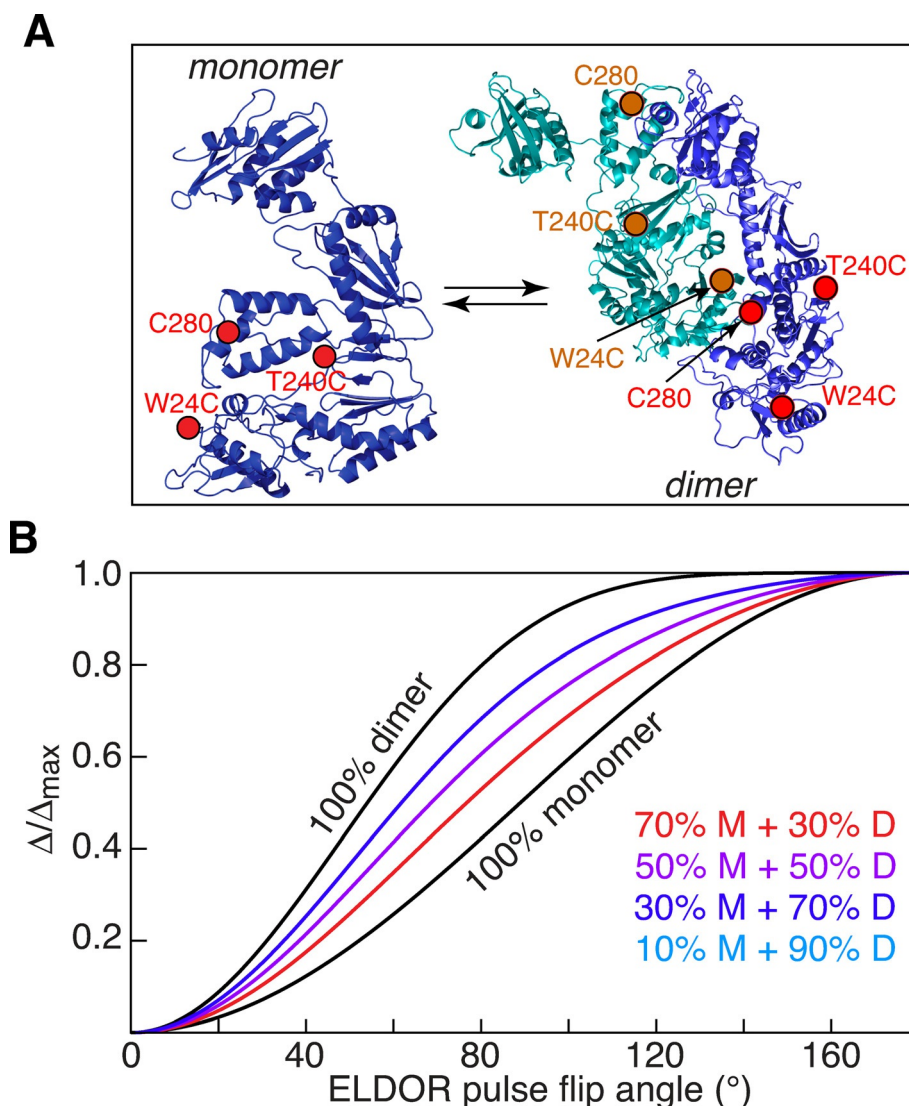 A
monomer
C280
T240C
W24C
C280
T240C
T240C
W24C
C280
W24C
dimer
B
1.0
0.8
0.6
0.4
0.2
Δ/Δmax
100% dimer
100% monomer
70% M + 30% D
50% M + 50% D
30% M + 70% D
10% M + 90% D
0
40
80
120
160
ELDOR pulse flip angle (°)